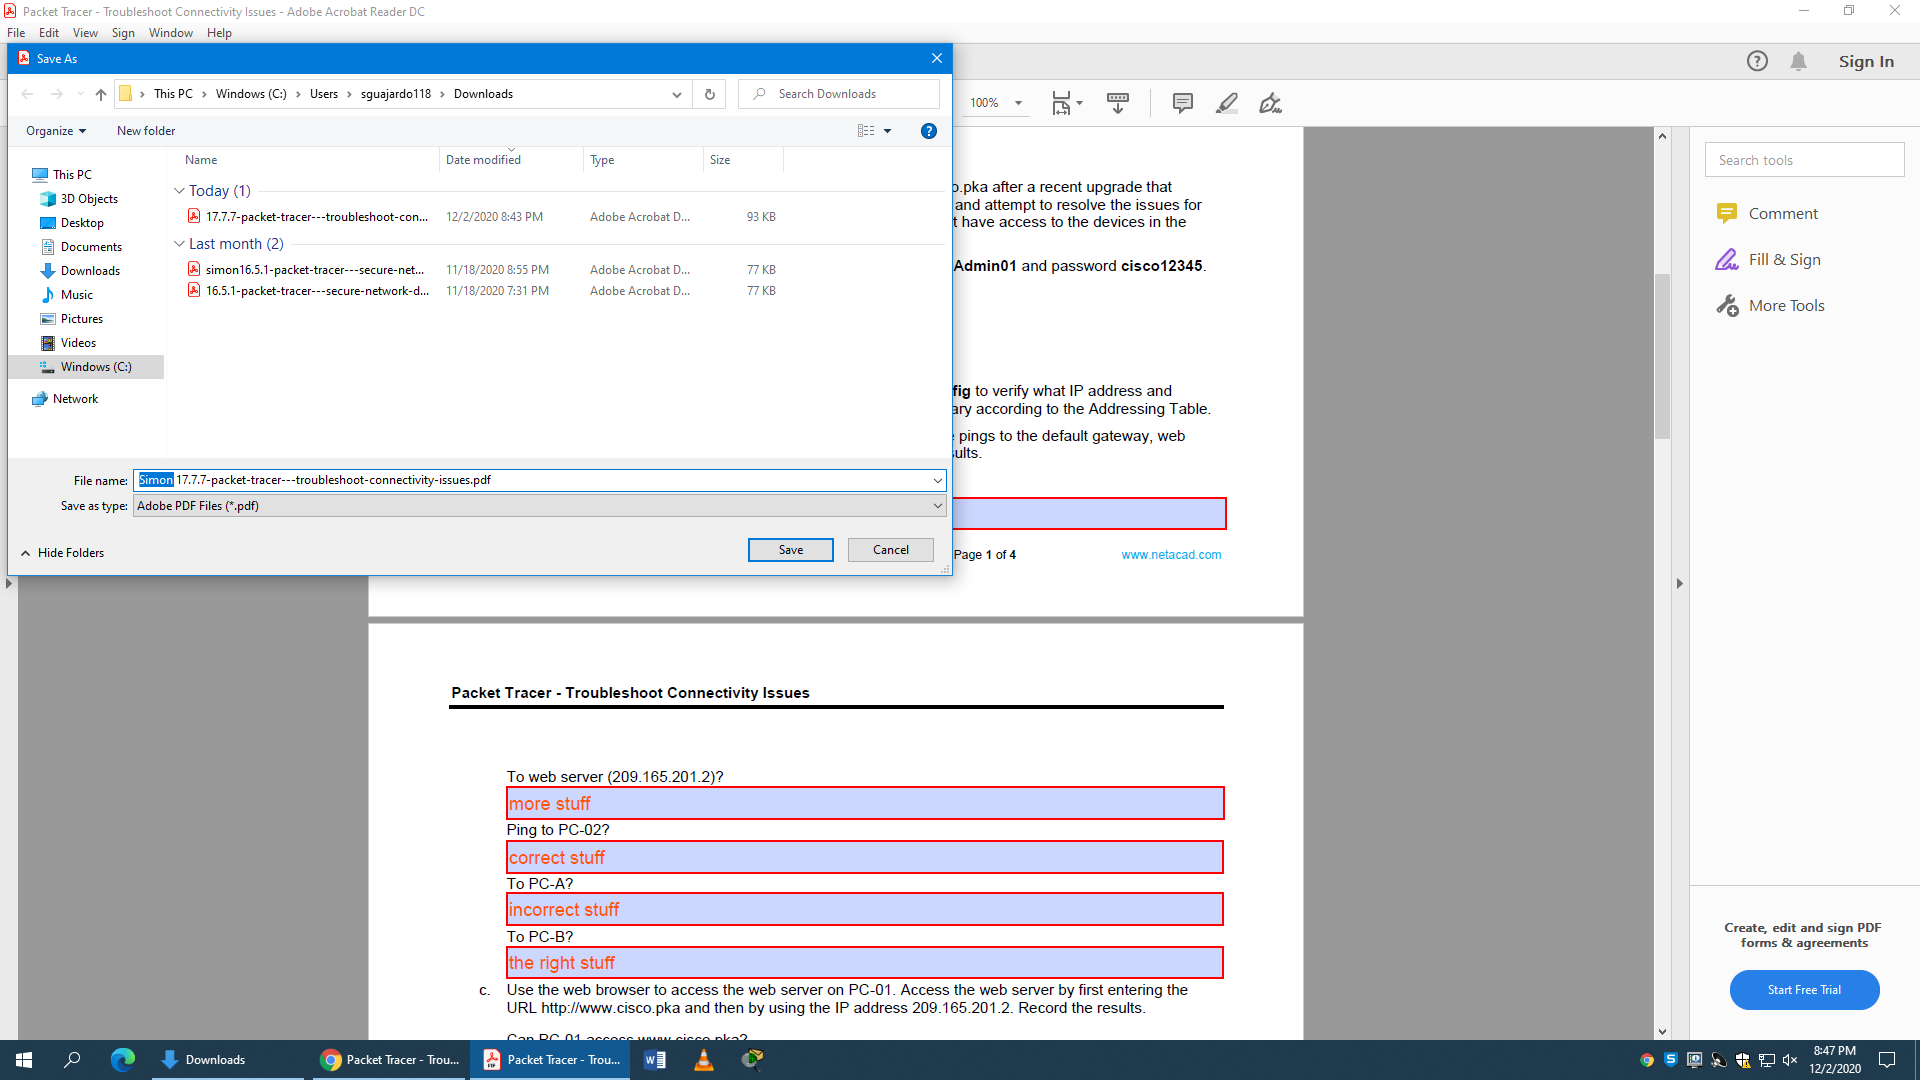 Packet Tracer - Troubleshoot Connectivity Issues - Adobe Acrobat Reader DC
File Edit View Sign Window Help
Save As
Sign In
This PC Windows (C:) Users sguajardo118 Downloads
Search Downloads
100%
Organize New folder
Name Date modified Type Size
This PC
3D Objects
Desktop
Documents
Downloads
Music
Pictures
Videos
Windows (C:)
Network
Today (1)
17.7.7-packet-tracer---troubleshoot-con... 12/2/2020 8:43 PM Adobe Acrobat D... 93 KB
Last month (2)
simon16.5.1-packet-tracer---secure-net... 11/18/2020 8:55 PM Adobe Acrobat D... 77 KB
16.5.1-packet-tracer---secure-network-d... 11/18/2020 7:31 PM Adobe Acrobat D... 77 KB
File name: Simon 17.7.7-packet-tracer---troubleshoot-connectivity-issues.pdf
Save as type: Adobe PDF Files (*.pdf)
Hide Folders
Save Cancel
.pka after a recent upgrade that
and attempt to resolve the issues for
t have access to the devices in the
Admin01 and password cisco12345.
fig to verify what IP address and
ary according to the Addressing Table.
pings to the default gateway, web
ults.
Page 1 of 4 www.netacad.com
Packet Tracer - Troubleshoot Connectivity Issues
To web server (209.165.201.2)?
more stuff
Ping to PC-02?
correct stuff
To PC-A?
incorrect stuff
To PC-B?
the right stuff
c. Use the web browser to access the web server on PC-01. Access the web server by first entering the
URL http://www.cisco.pka and then by using the IP address 209.165.201.2. Record the results.
Can PC-01 access www.cisco.pka?
Search tools
Comment
Fill & Sign
More Tools
Create, edit and sign PDF
forms & agreements
Start Free Trial
Downloads
Packet Tracer - Trou...
Packet Tracer - Trou...
8:47 PM
12/2/2020